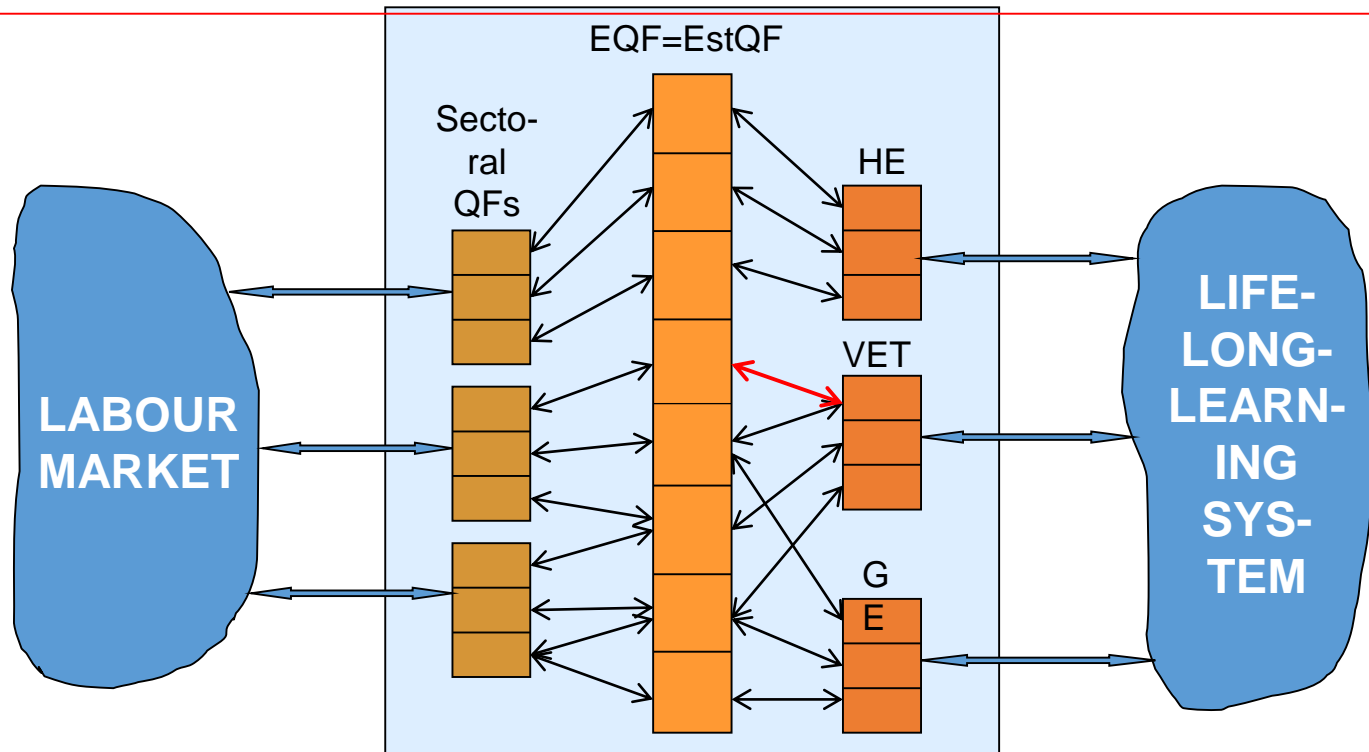 EQF=EstQF
Secto-
ral
QFs
HE
VET
G
E
LABOUR
MARKET
LIFE-
LONG-
LEARN-
ING
SYS-
TEM